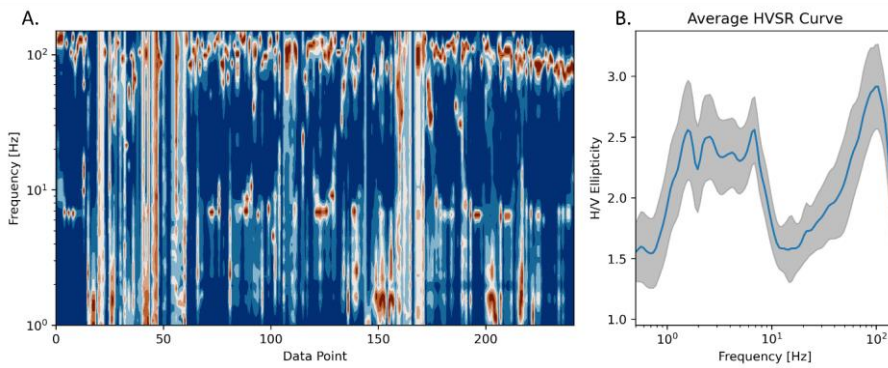 A.
10²
10¹
10⁰
Frequency [Hz]
0
50
100
150
200
Data Point
B.
Average HVSR Curve
3.0
2.5
2.0
1.5
1.0
H/V Ellipticity
10⁰
10¹
10²
Frequency [Hz]